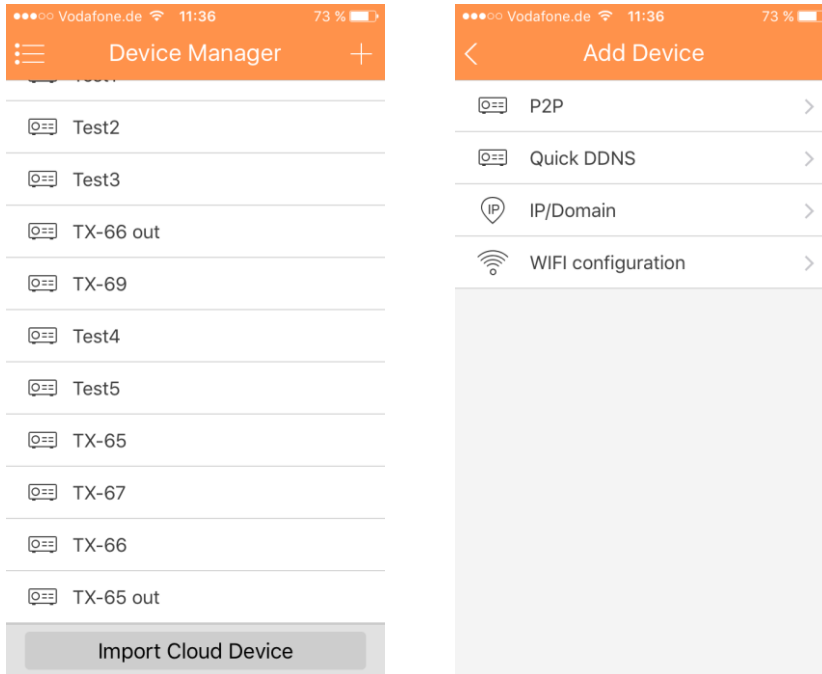 ●●●○○ Vodafone.de 11:36 73 %
Device Manager
Test2
Test3
TX-66 out
TX-69
Test4
Test5
TX-65
TX-67
TX-66
TX-65 out
Import Cloud Device
●●●○○ Vodafone.de 11:36 73 %
Add Device
P2P
Quick DDNS
IP IP/Domain
WIFI configuration